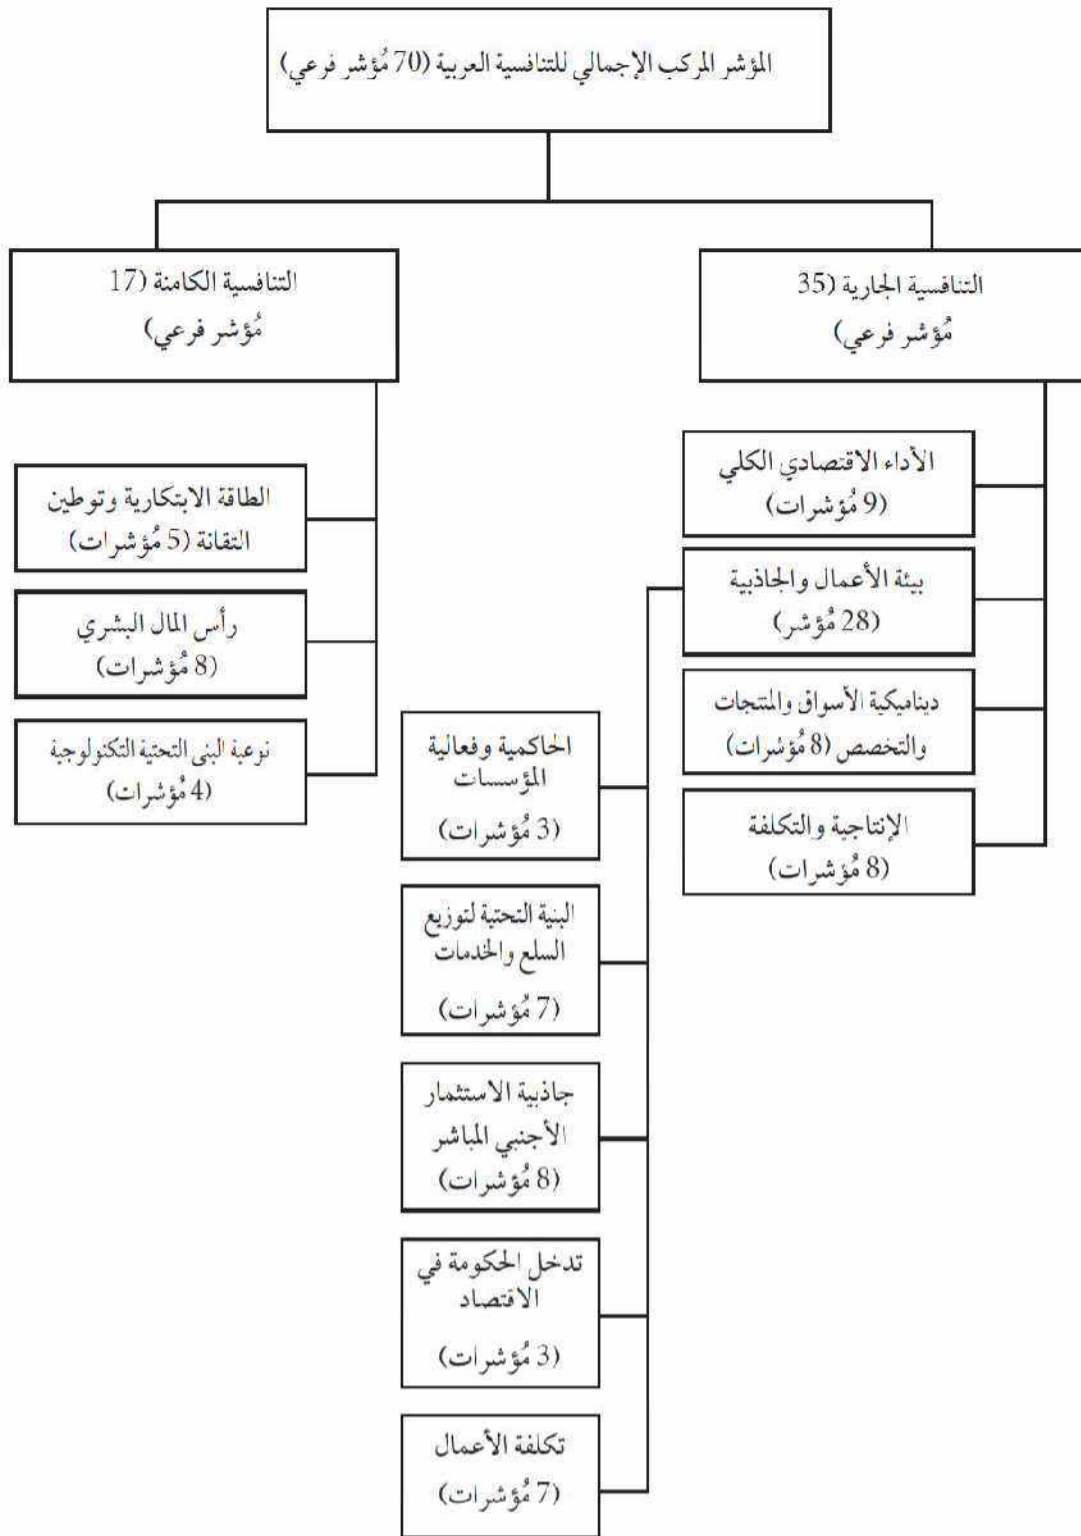 المؤشر المركب الإجمالي للتنافسية العربية (70 مُؤشر فرعي)
التنافسية الجارية (35
مُؤشر فرعي)
الأداء الاقتصادي الكلي
(9 مُؤشرات)
بيئة الأعمال والجاذبية
(28 مُؤشر)
ديناميكية الأسواق والمنتجات
والتخصص (8 مُؤشرات)
الإنتاجية والتكلفة
(8 مُؤشرات)
الحاكمية وفعالية
المؤسسات
(3 مُؤشرات)
البنية التحتية لتوزيع
السلع والخدمات
(7 مُؤشرات)
جاذبية الاستثمار
الأجنبي المباشر
(8 مُؤشرات)
تدخل الحكومة في
الاقتصاد
(3 مُؤشرات)
تكلفة الأعمال
(7 مُؤشرات)
التنافسية الكامنة (17
مُؤشر فرعي)
الطاقة الابتكارية وتوطين
التقانة (5 مُؤشرات)
رأس المال البشري
(8 مُؤشرات)
نوعية البنى التحتية التكنولوجية
(4 مُؤشرات)